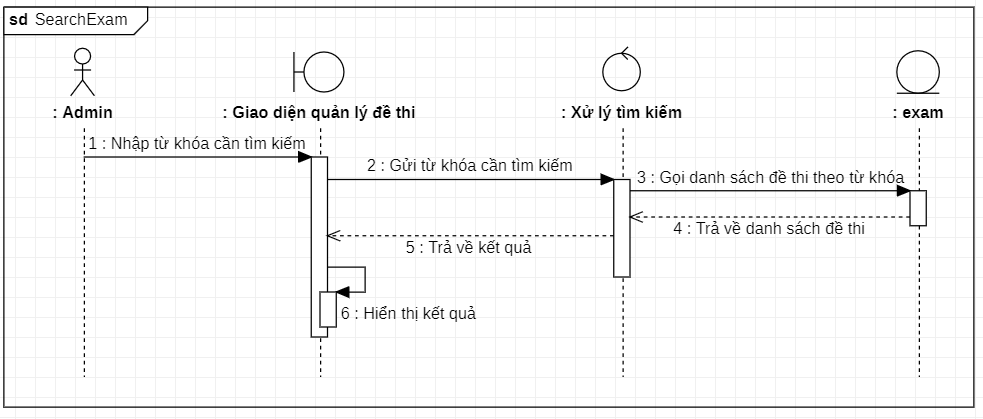 sd SearchExam
: Admin
: Giao diện quản lý đề thi
: Xử lý tìm kiếm
: exam
1 : Nhập từ khóa cần tìm kiếm
2 : Gửi từ khóa cần tìm kiếm
3 : Gọi danh sách đề thi theo từ khóa
4 : Trả về danh sách đề thi
5 : Trả về kết quả
6 : Hiển thị kết quả